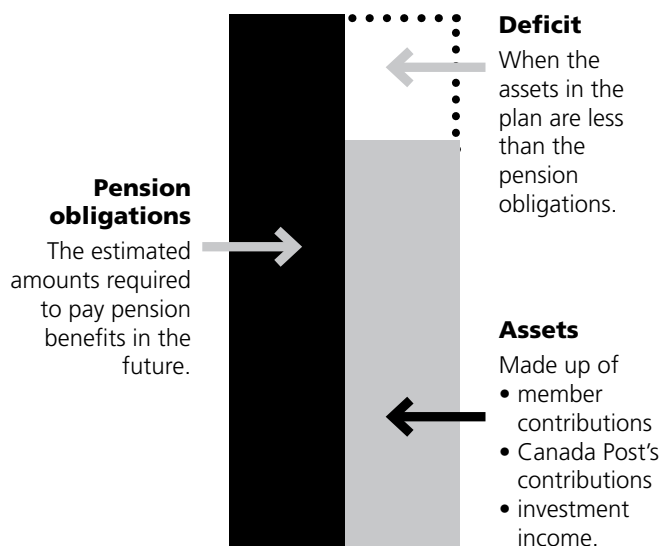 Deficit
When the
assets in the
plan are less
than the
pension
obligations.
Pension
obligations
The estimated
amounts required
to pay pension
benefits in the
future.
Assets
Made up of
• member
contributions
• Canada Post's
contributions
• investment
income.